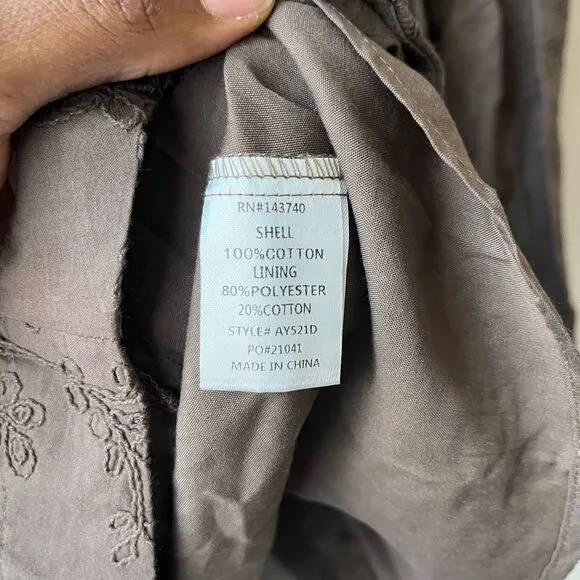 RN#143740
SHELL
100%COTTON
LINING
80%POLYESTER
20%COTTON
STYLE# AY521D
PO#21041
MADE IN CHINA